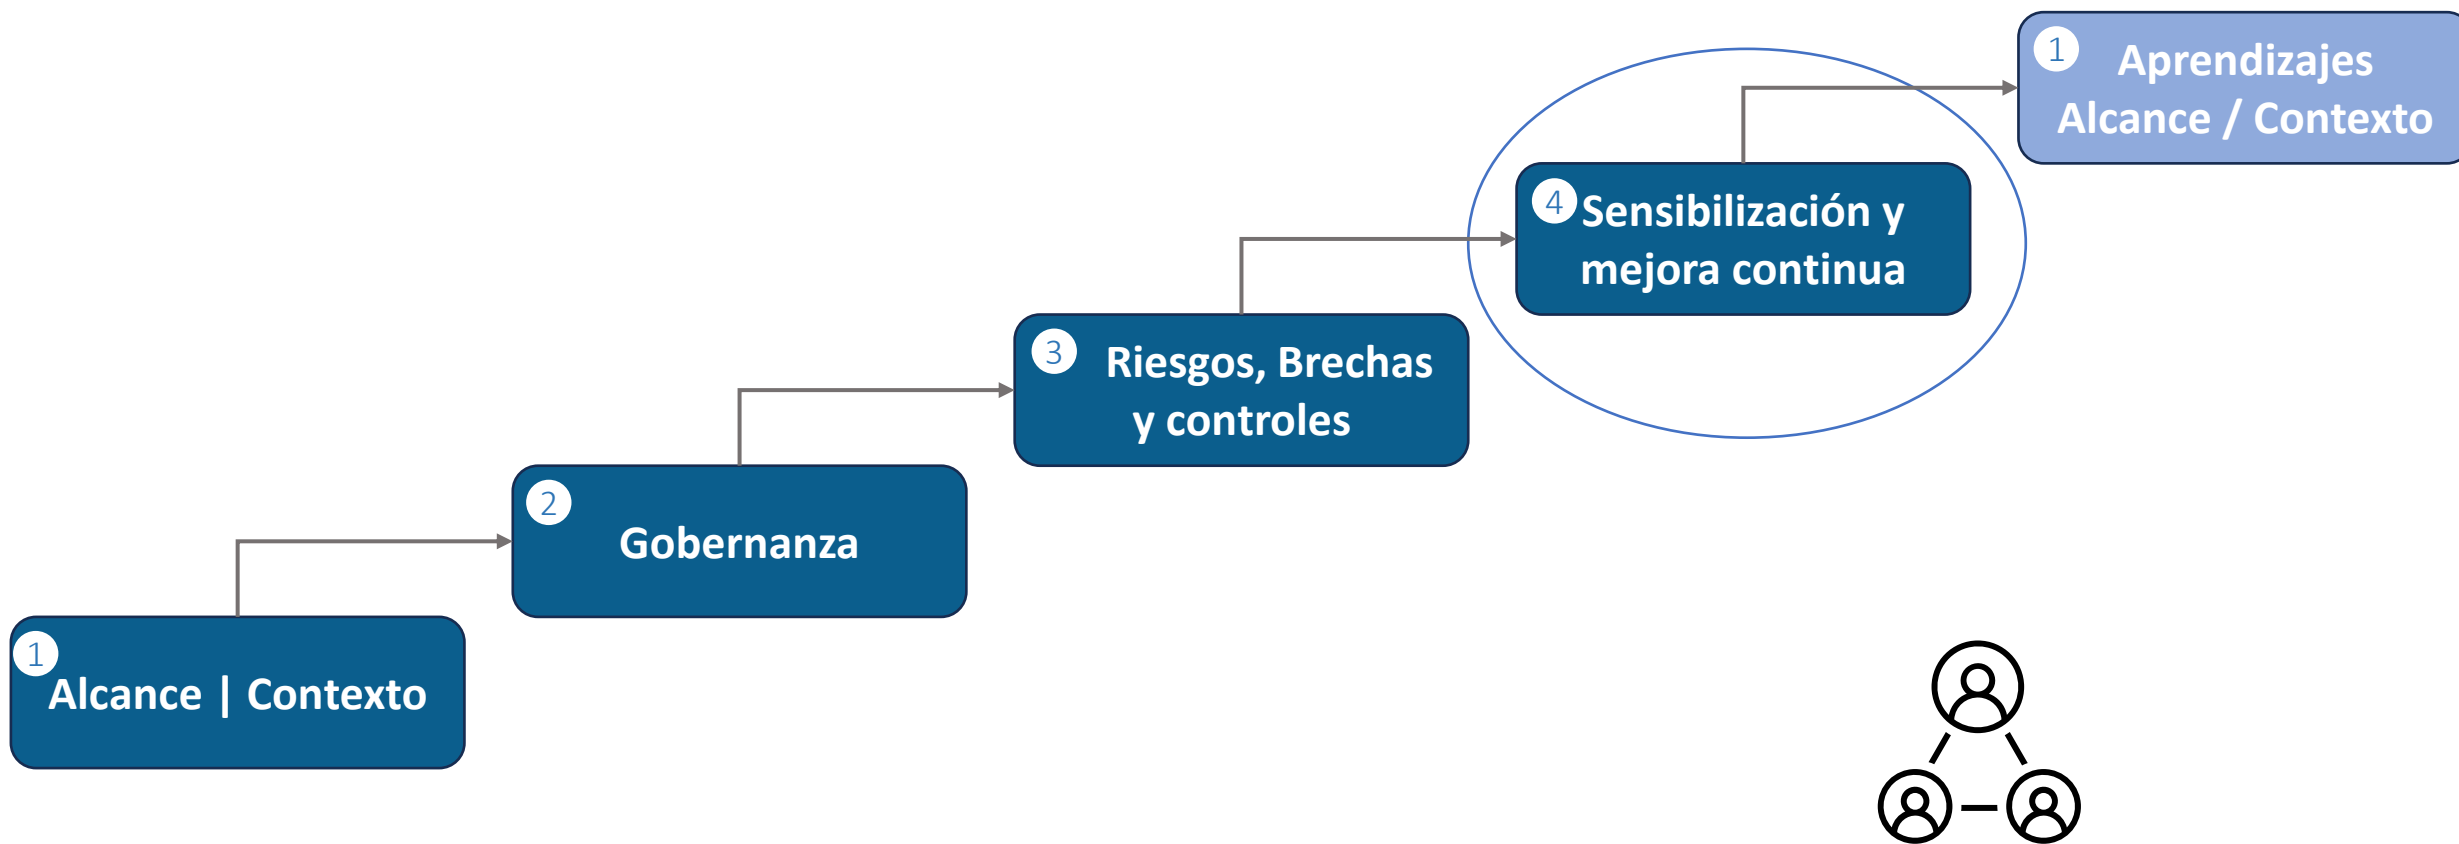 1
Aprendizajes
Alcance / Contexto
4
Sensibilización y
mejora continua
3
Riesgos, Brechas
y controles
2
Gobernanza
1
Alcance | Contexto